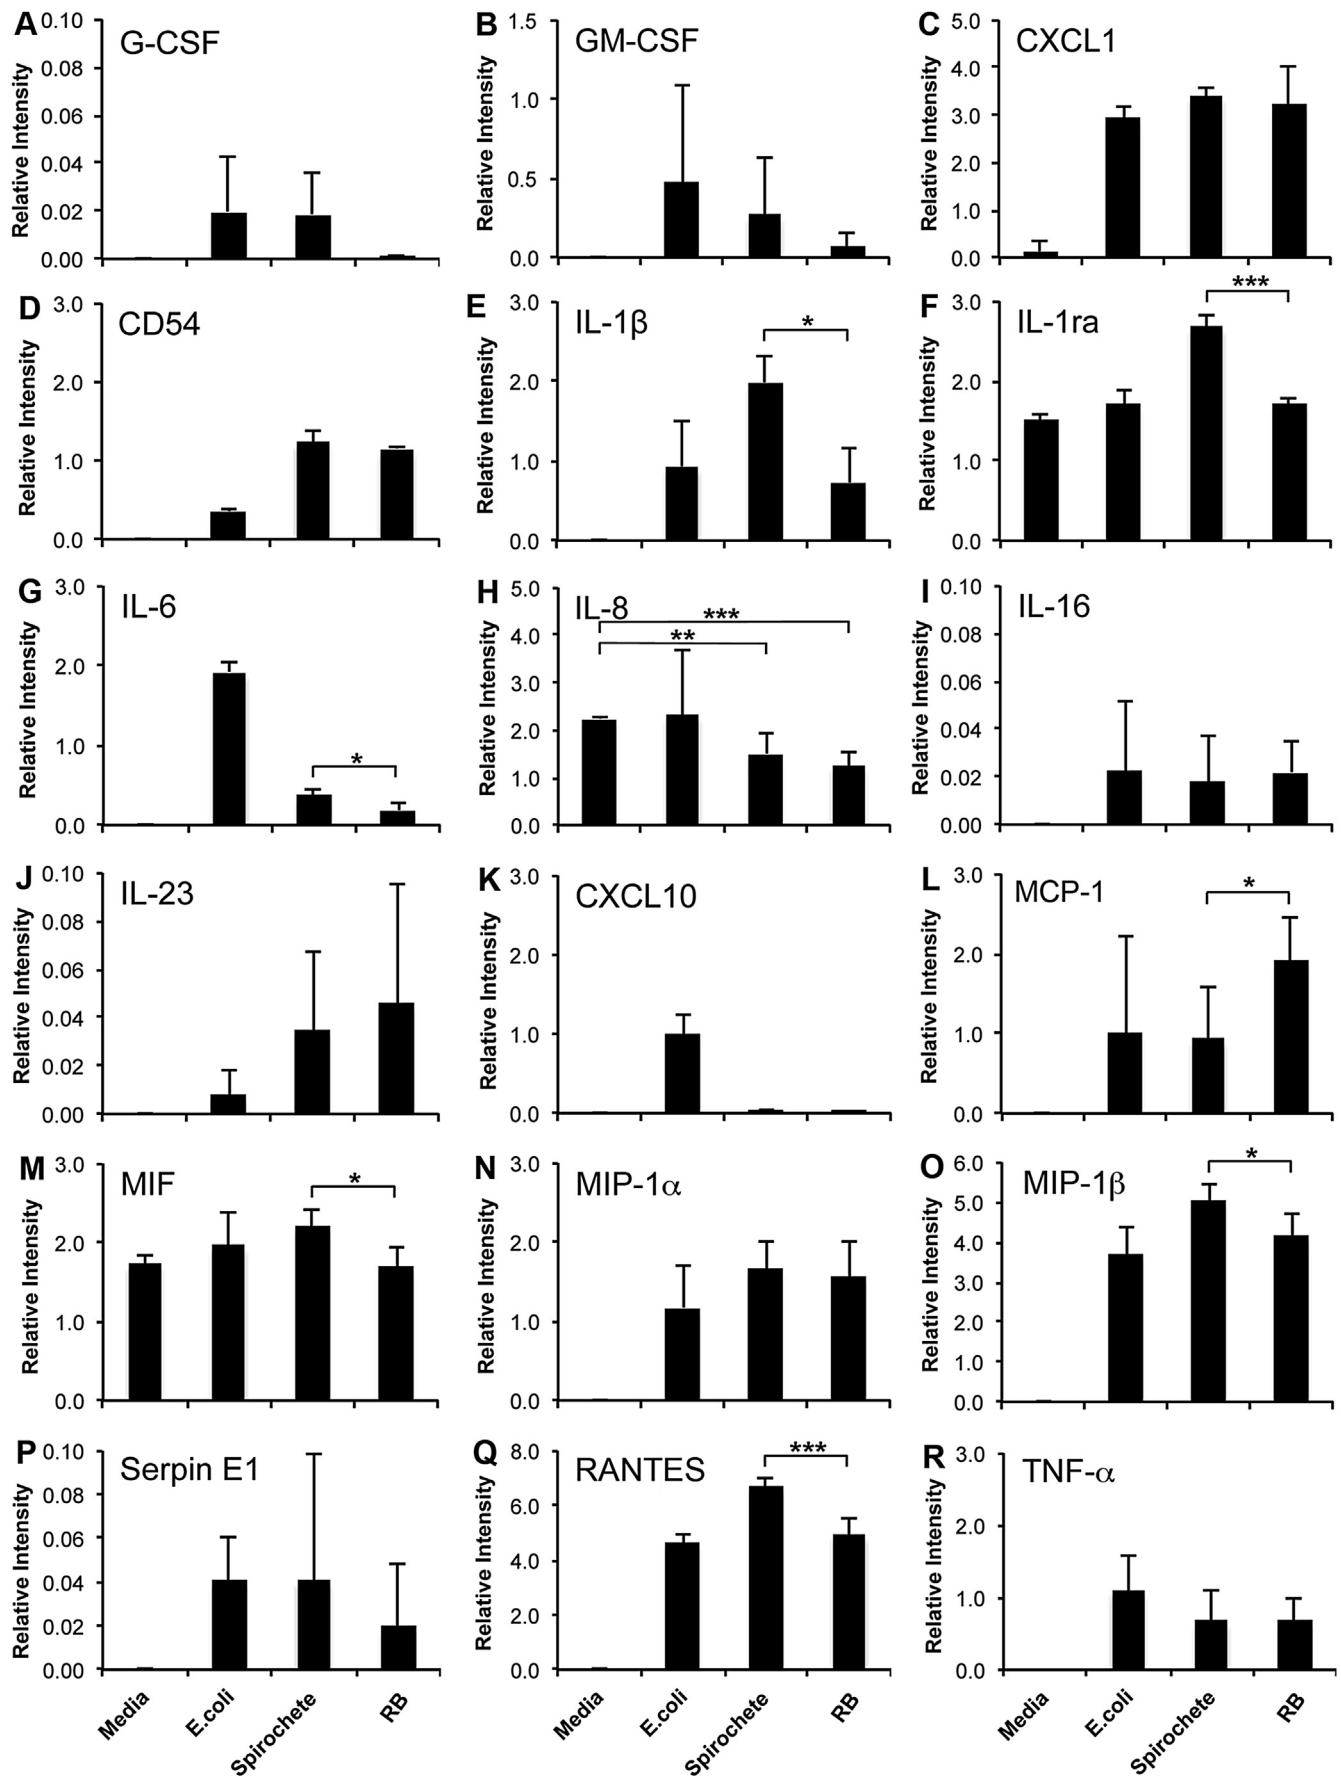 A G-CSF
Relative Intensity
0.10
0.08
0.06
0.04
0.02
0.00
B GM-CSF
Relative Intensity
1.5
1.0
0.5
0.0
C CXCL1
Relative Intensity
5.0
4.0
3.0
2.0
1.0
0.0
D CD54
Relative Intensity
3.0
2.0
1.0
0.0
E IL-1β
Relative Intensity
3.0
2.0
1.0
0.0
*
F IL-1ra
Relative Intensity
3.0
2.0
1.0
0.0
***
G IL-6
Relative Intensity
3.0
2.0
1.0
0.0
*
H IL-8
Relative Intensity
5.0
4.0
3.0
2.0
1.0
0.0
***
**
I IL-16
Relative Intensity
0.10
0.08
0.06
0.04
0.02
0.00
J IL-23
Relative Intensity
0.10
0.08
0.06
0.04
0.02
0.00
K CXCL10
Relative Intensity
3.0
2.0
1.0
0.0
L MCP-1
Relative Intensity
3.0
2.0
1.0
0.0
*
M MIF
Relative Intensity
3.0
2.0
1.0
0.0
*
N MIP-1α
Relative Intensity
3.0
2.0
1.0
0.0
O MIP-1β
Relative Intensity
6.0
5.0
4.0
3.0
2.0
1.0
0.0
*
P Serpin E1
Relative Intensity
0.10
0.08
0.06
0.04
0.02
0.00
Media
E.coli
Spirochete
RB
Q RANTES
Relative Intensity
8.0
6.0
4.0
2.0
0.0
***
Media
E.coli
Spirochete
RB
R TNF-α
Relative Intensity
3.0
2.0
1.0
0.0
Media
E.coli
Spirochete
RB